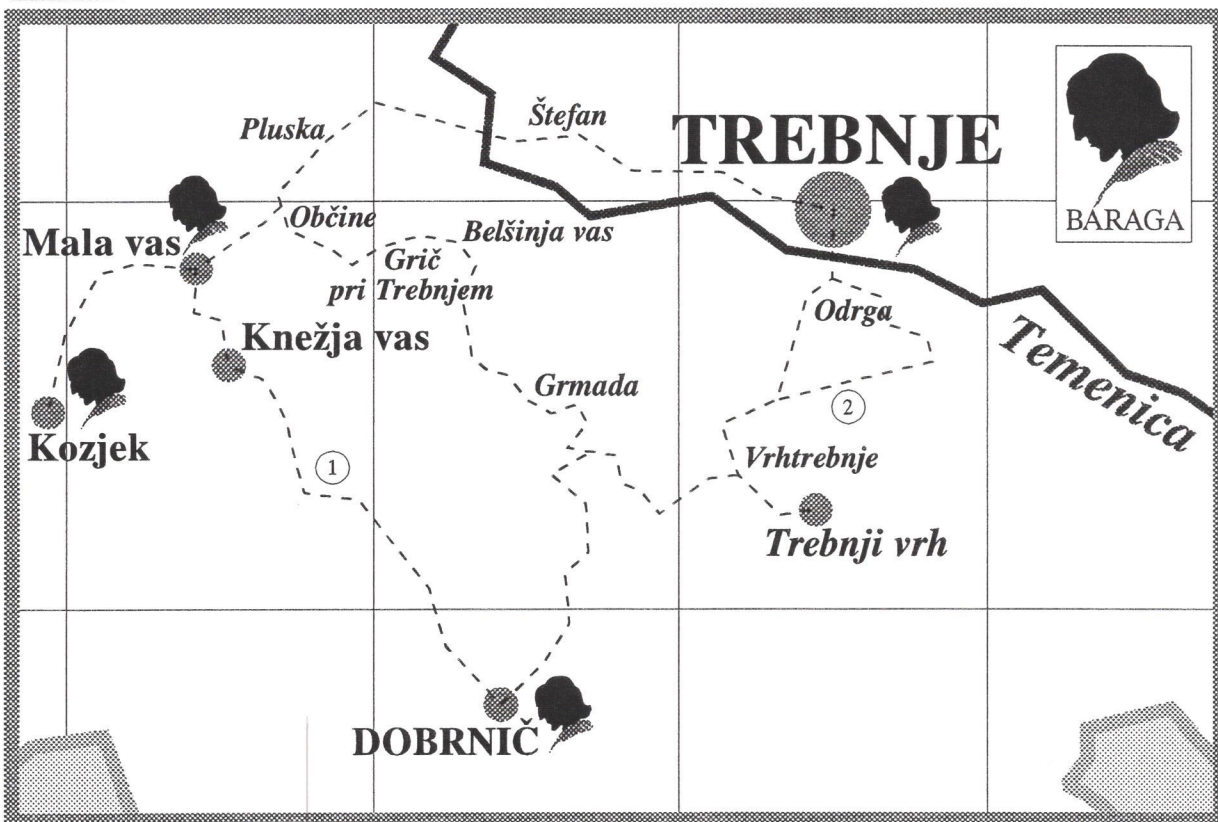 Pluska
Štefan
TREBNJE
BARAGA
Občine
Mala vas
Belšinja vas
Grič
pri Trebnjem
Odrga
Knežja vas
Temenica
Grmada
2
Kozjek
1
Vrhtrebnje
Trebnji vrh
DOBRNIČ